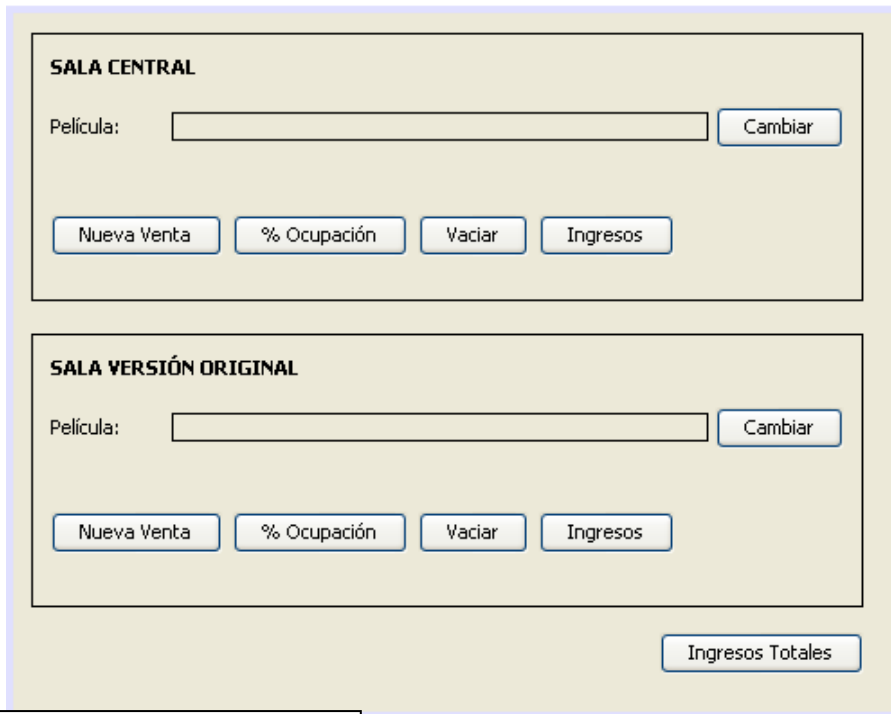 SALA CENTRAL
Película: Cambiar
Nueva Venta % Ocupación Vaciar Ingresos
SALA VERSIÓN ORIGINAL
Película: Cambiar
Nueva Venta % Ocupación Vaciar Ingresos
Ingresos Totales